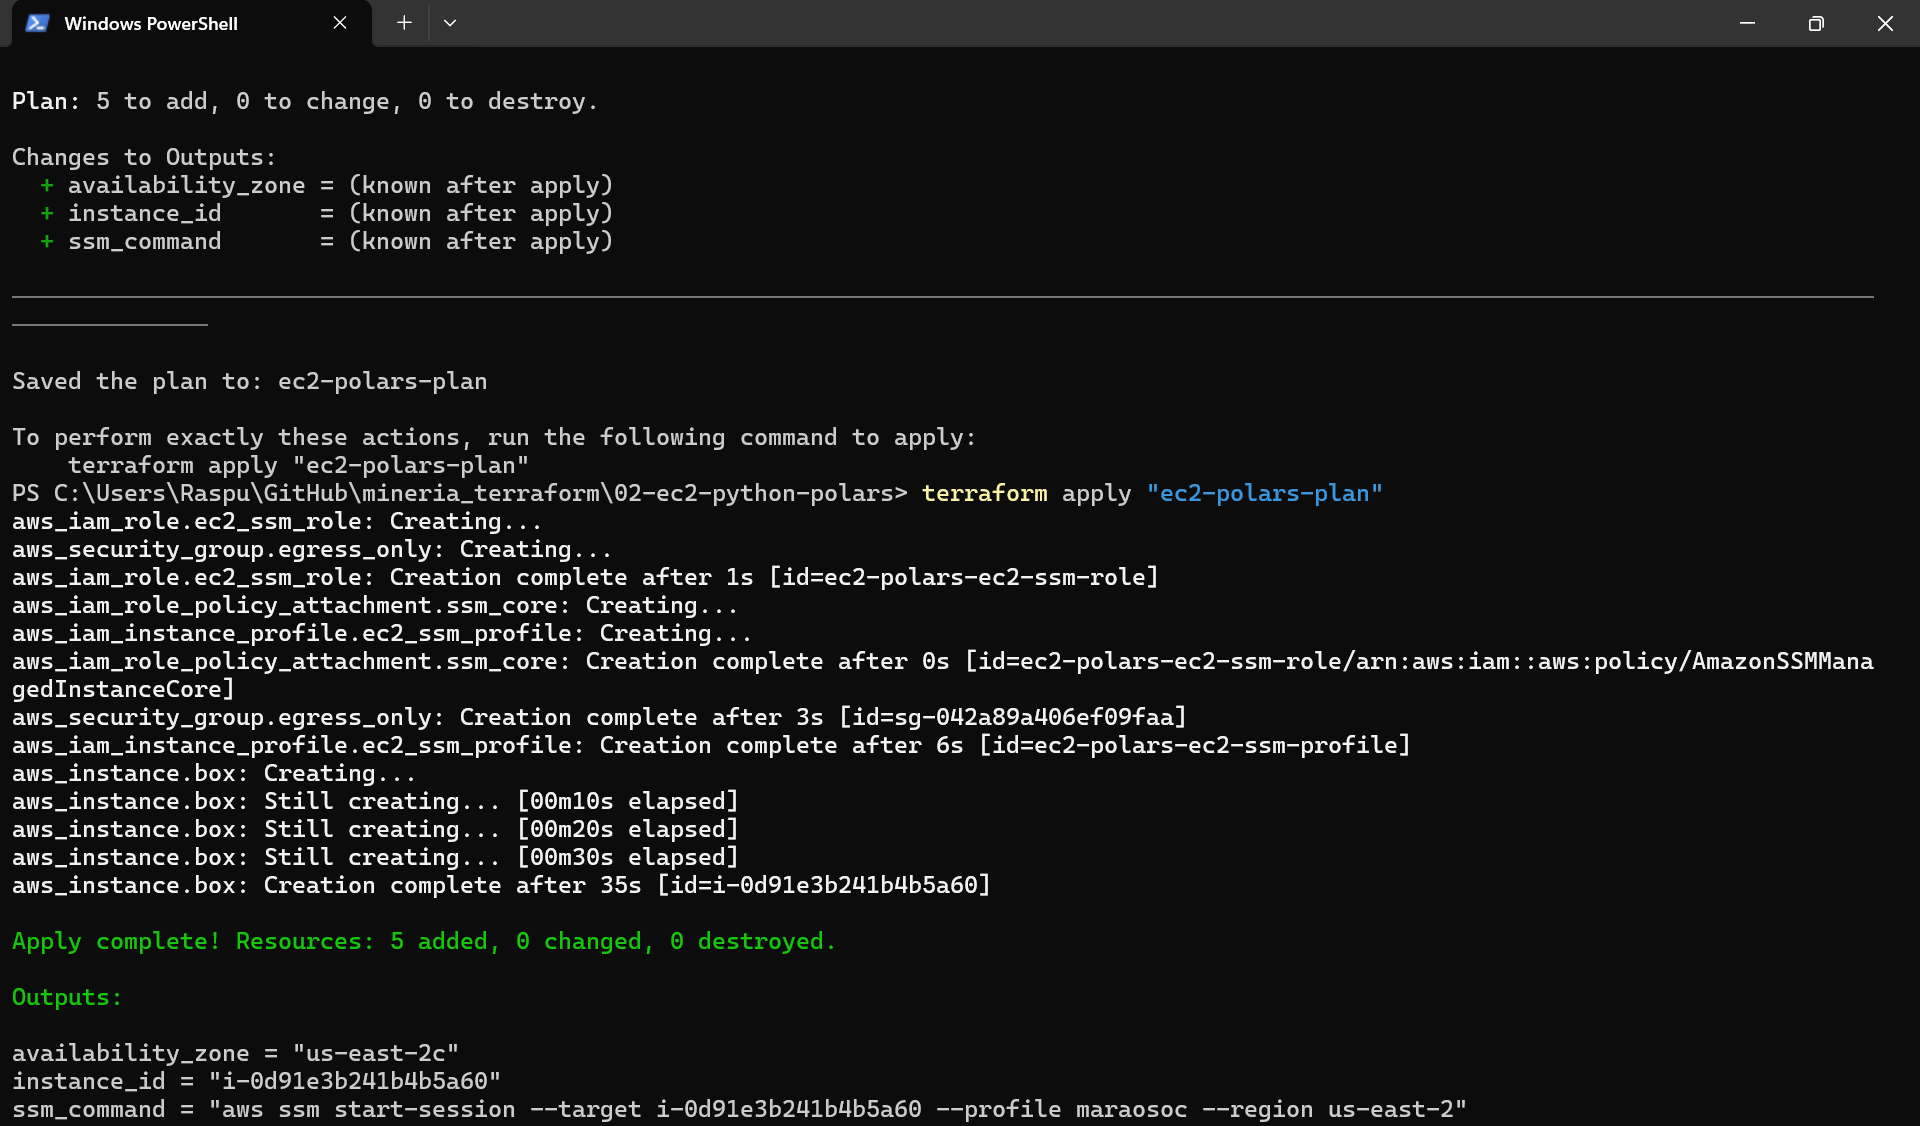 Windows PowerShell
Plan: 5 to add, 0 to change, 0 to destroy.
Changes to Outputs:
+ availability_zone = (known after apply)
+ instance_id       = (known after apply)
+ ssm_command       = (known after apply)
Saved the plan to: ec2-polars-plan
To perform exactly these actions, run the following command to apply:
terraform apply "ec2-polars-plan"
PS C:\Users\Raspu\GitHub\mineria_terraform\02-ec2-python-polars> terraform apply "ec2-polars-plan"
aws_iam_role.ec2_ssm_role: Creating...
aws_security_group.egress_only: Creating...
aws_iam_role.ec2_ssm_role: Creation complete after 1s [id=ec2-polars-ec2-ssm-role]
aws_iam_role_policy_attachment.ssm_core: Creating...
aws_iam_instance_profile.ec2_ssm_profile: Creating...
aws_iam_role_policy_attachment.ssm_core: Creation complete after 0s [id=ec2-polars-ec2-ssm-role/arn:aws:iam::aws:policy/AmazonSSMMana
gedInstanceCore]
aws_security_group.egress_only: Creation complete after 3s [id=sg-042a89a406ef09faa]
aws_iam_instance_profile.ec2_ssm_profile: Creation complete after 6s [id=ec2-polars-ec2-ssm-profile]
aws_instance.box: Creating...
aws_instance.box: Still creating... [00m10s elapsed]
aws_instance.box: Still creating... [00m20s elapsed]
aws_instance.box: Still creating... [00m30s elapsed]
aws_instance.box: Creation complete after 35s [id=i-0d91e3b241b4b5a60]
Apply complete! Resources: 5 added, 0 changed, 0 destroyed.
Outputs:
availability_zone = "us-east-2c"
instance_id = "i-0d91e3b241b4b5a60"
ssm_command = "aws ssm start-session --target i-0d91e3b241b4b5a60 --profile maraosoc --region us-east-2"